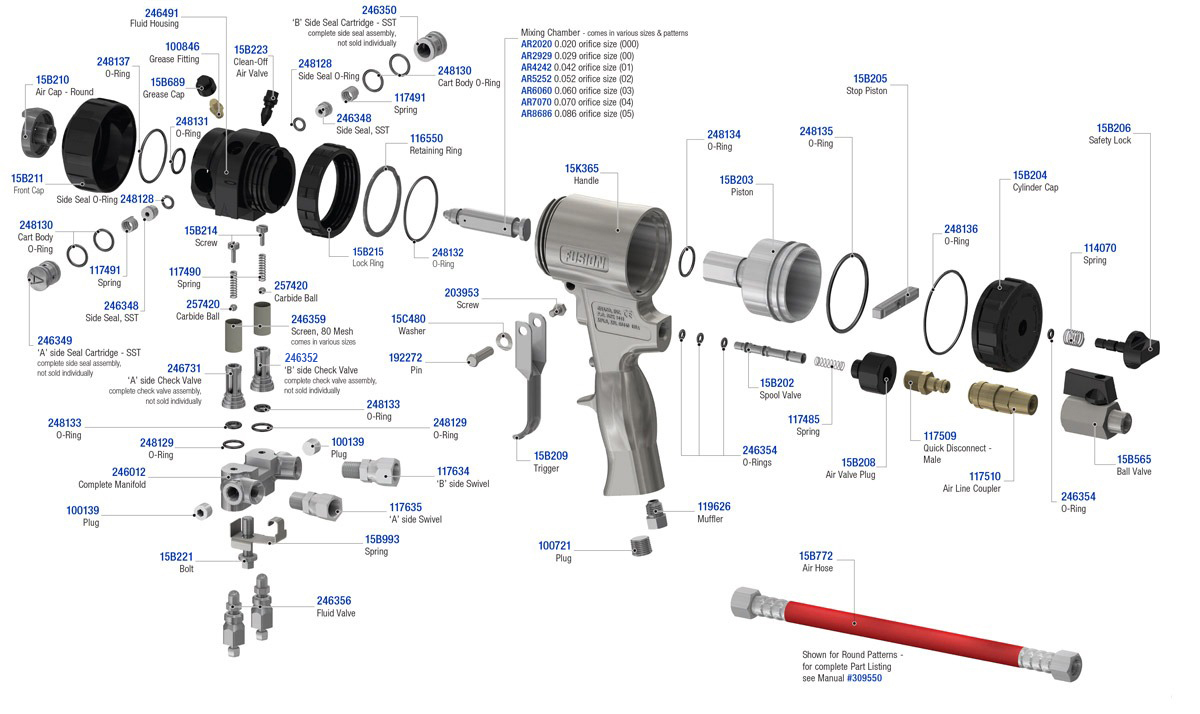 246491
Fluid Housing
246350
'B' Side Seal Cartridge - SST
complete side seal assembly,
not sold individually
100846
Grease Fitting
15B223
Clean-Off
Air Valve
248137
O-Ring
15B689
Grease Cap
15B210
Air Cap - Round
248128
Side Seal O-Ring
248130
Cart Body O-Ring
117491
Spring
246348
Side Seal, SST
248131
O-Ring
116550
Retaining Ring
15B211
Front Cap
Side Seal O-Ring 248128
248130
Cart Body
O-Ring
117491
Spring
246348
Side Seal, SST
246349
'A' side Seal Cartridge - SST
complete side seal assembly,
not sold individually
15B214
Screw
117490
Spring
257420
Carbide Ball
257420
Carbide Ball
15B215
Lock Ring
248132
O-Ring
246359
Screen, 80 Mesh
comes in various sizes
246352
'B' side Check Valve
complete check valve assembly,
not sold individually
246731
'A' side Check Valve
complete check valve assembly,
not sold individually
248133
O-Ring
248133
O-Ring
248129
O-Ring
248129
O-Ring
100139
Plug
246012
Complete Manifold
117634
'B' side Swivel
100139
Plug
117635
'A' side Swivel
15B993
Spring
15B221
Bolt
246356
Fluid Valve
Mixing Chamber - comes in various sizes & patterns
AR2020 0.020 orifice size (000)
AR2929 0.029 orifice size (00)
AR4242 0.042 orifice size (01)
AR5252 0.052 orifice size (02)
AR6060 0.060 orifice size (03)
AR7070 0.070 orifice size (04)
AR8686 0.086 orifice size (05)
15K365
Handle
FUSION
203953
Screw
15C480
Washer
192272
Pin
15B209
Trigger
119626
Muffler
100721
Plug
248134
O-Ring
15B203
Piston
248135
O-Ring
15B205
Stop Piston
15B206
Safety Lock
15B204
Cylinder Cap
248136
O-Ring
114070
Spring
15B202
Spool Valve
117485
Spring
246354
O-Rings
15B208
Air Valve Plug
117509
Quick Disconnect -
Male
117510
Air Line Coupler
15B565
Ball Valve
246354
O-Ring
15B772
Air Hose
Shown for Round Patterns -
for complete Part Listing
see Manual #309550